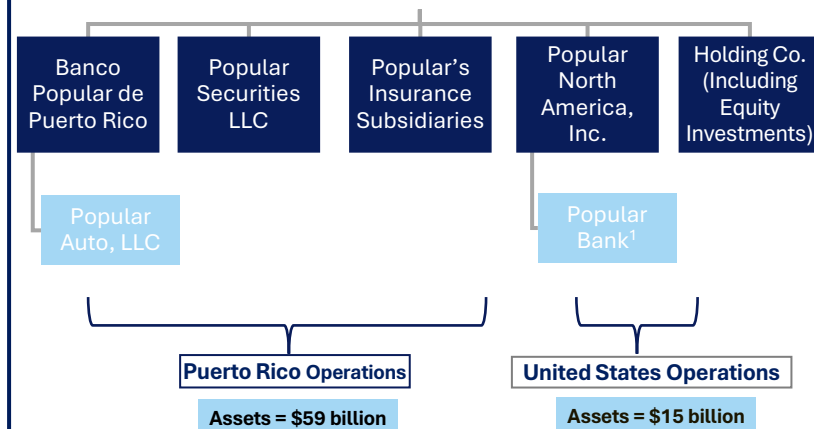 Banco
Popular de
Puerto Rico
Popular
Securities
LLC
Popular’s
Insurance
Subsidiaries
Popular
North
America,
Inc.
Holding Co.
(Including
Equity
Investments)
Popular
Auto, LLC
Popular
Bank¹
Puerto Rico Operations
United States Operations
Assets = $59 billion
Assets = $15 billion